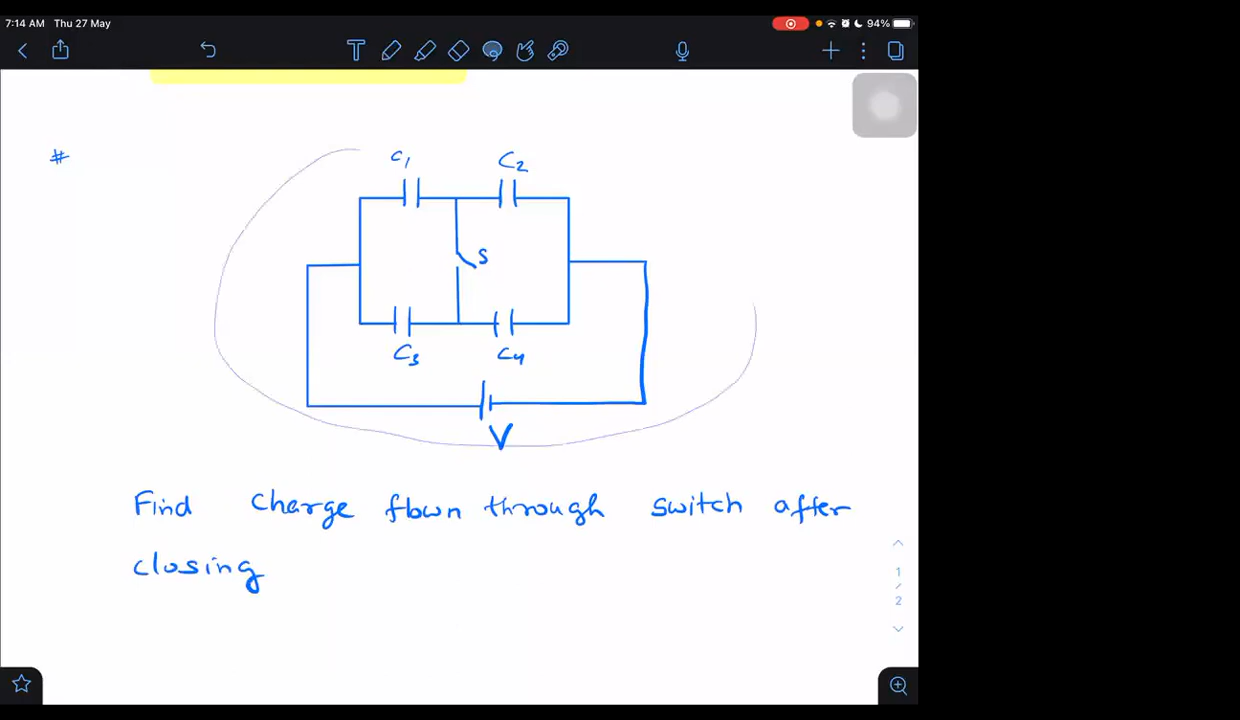 7:14 AM Thu 27 May
94%
T
#
C1 C2
S
C3 C4
V
Find charge flown through switch after
closing
1
/
2